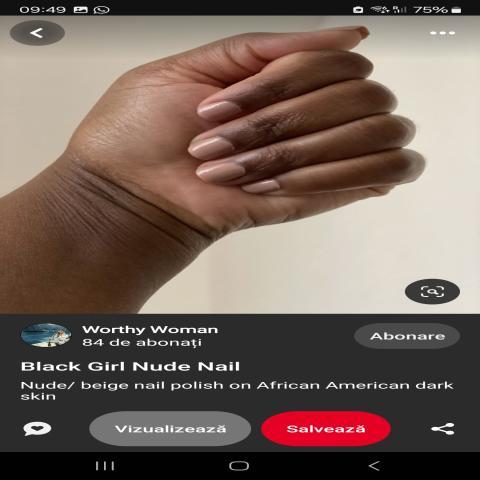 09:49
75%
Worthy Woman
84 de abonați
Abonare
Black Girl Nude Nail
Nude/ beige nail polish on African American dark
skin
Vizualizează
Salvează